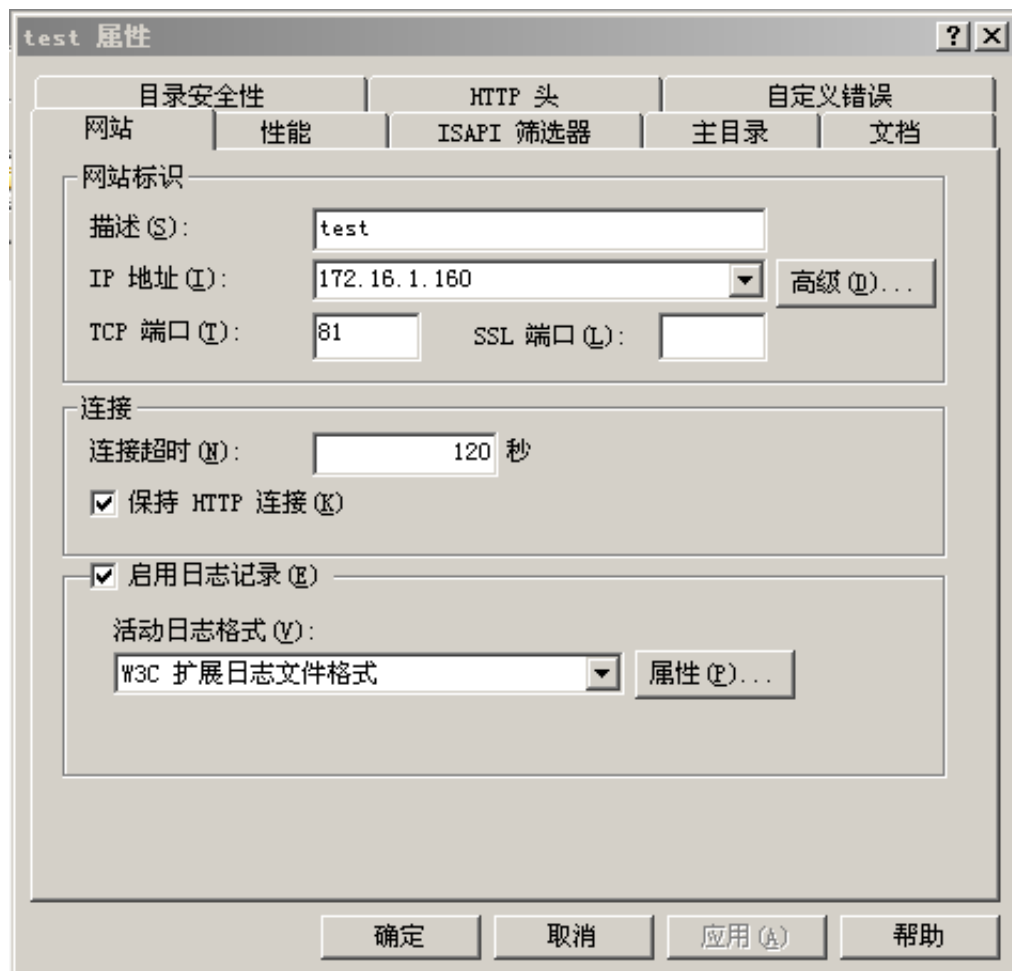 test 属性
目录安全性 HTTP 头 自定义错误
网站 性能 ISAPI 筛选器 主目录 文档
网站标识
描述(S): test
IP 地址(I): 172.16.1.160 高级(D)...
TCP 端口(T): 81 SSL 端口(L):
连接
连接超时(N): 120 秒
保持 HTTP 连接(K)
启用日志记录(E)
活动日志格式(V):
W3C 扩展日志文件格式 属性(P)...
确定 取消 应用(A) 帮助